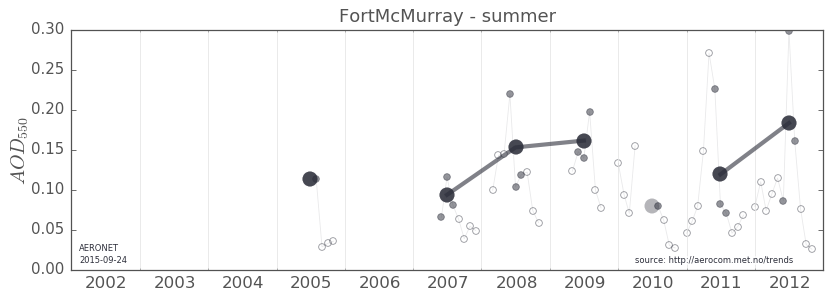 FortMcMurray - summer
0.30
0.25
0.20
0.15
0.10
0.05
0.00
AOD550
AERONET
2015-09-24
source: http://aerocom.met.no/trends
2002 2003 2004 2005 2006 2007 2008 2009 2010 2011 2012